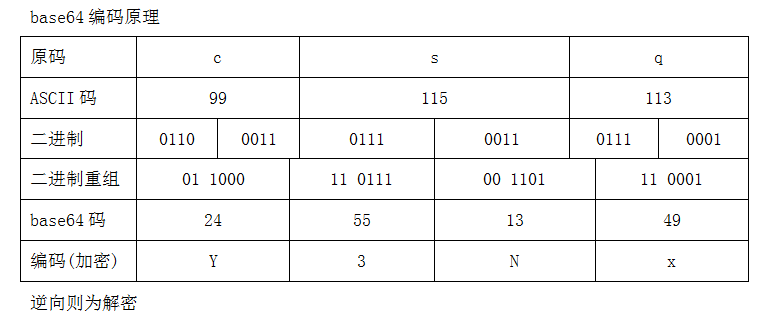 base64 编码原理
原码 c s q
ASCII 码 99 115 113
二进制 0110 0011 0111 0011 0111 0001
二进制重组 01 1000 11 0111 00 1101 11 0001
base64 码 24 55 13 49
编码(加密) Y 3 N x
逆向则为解密